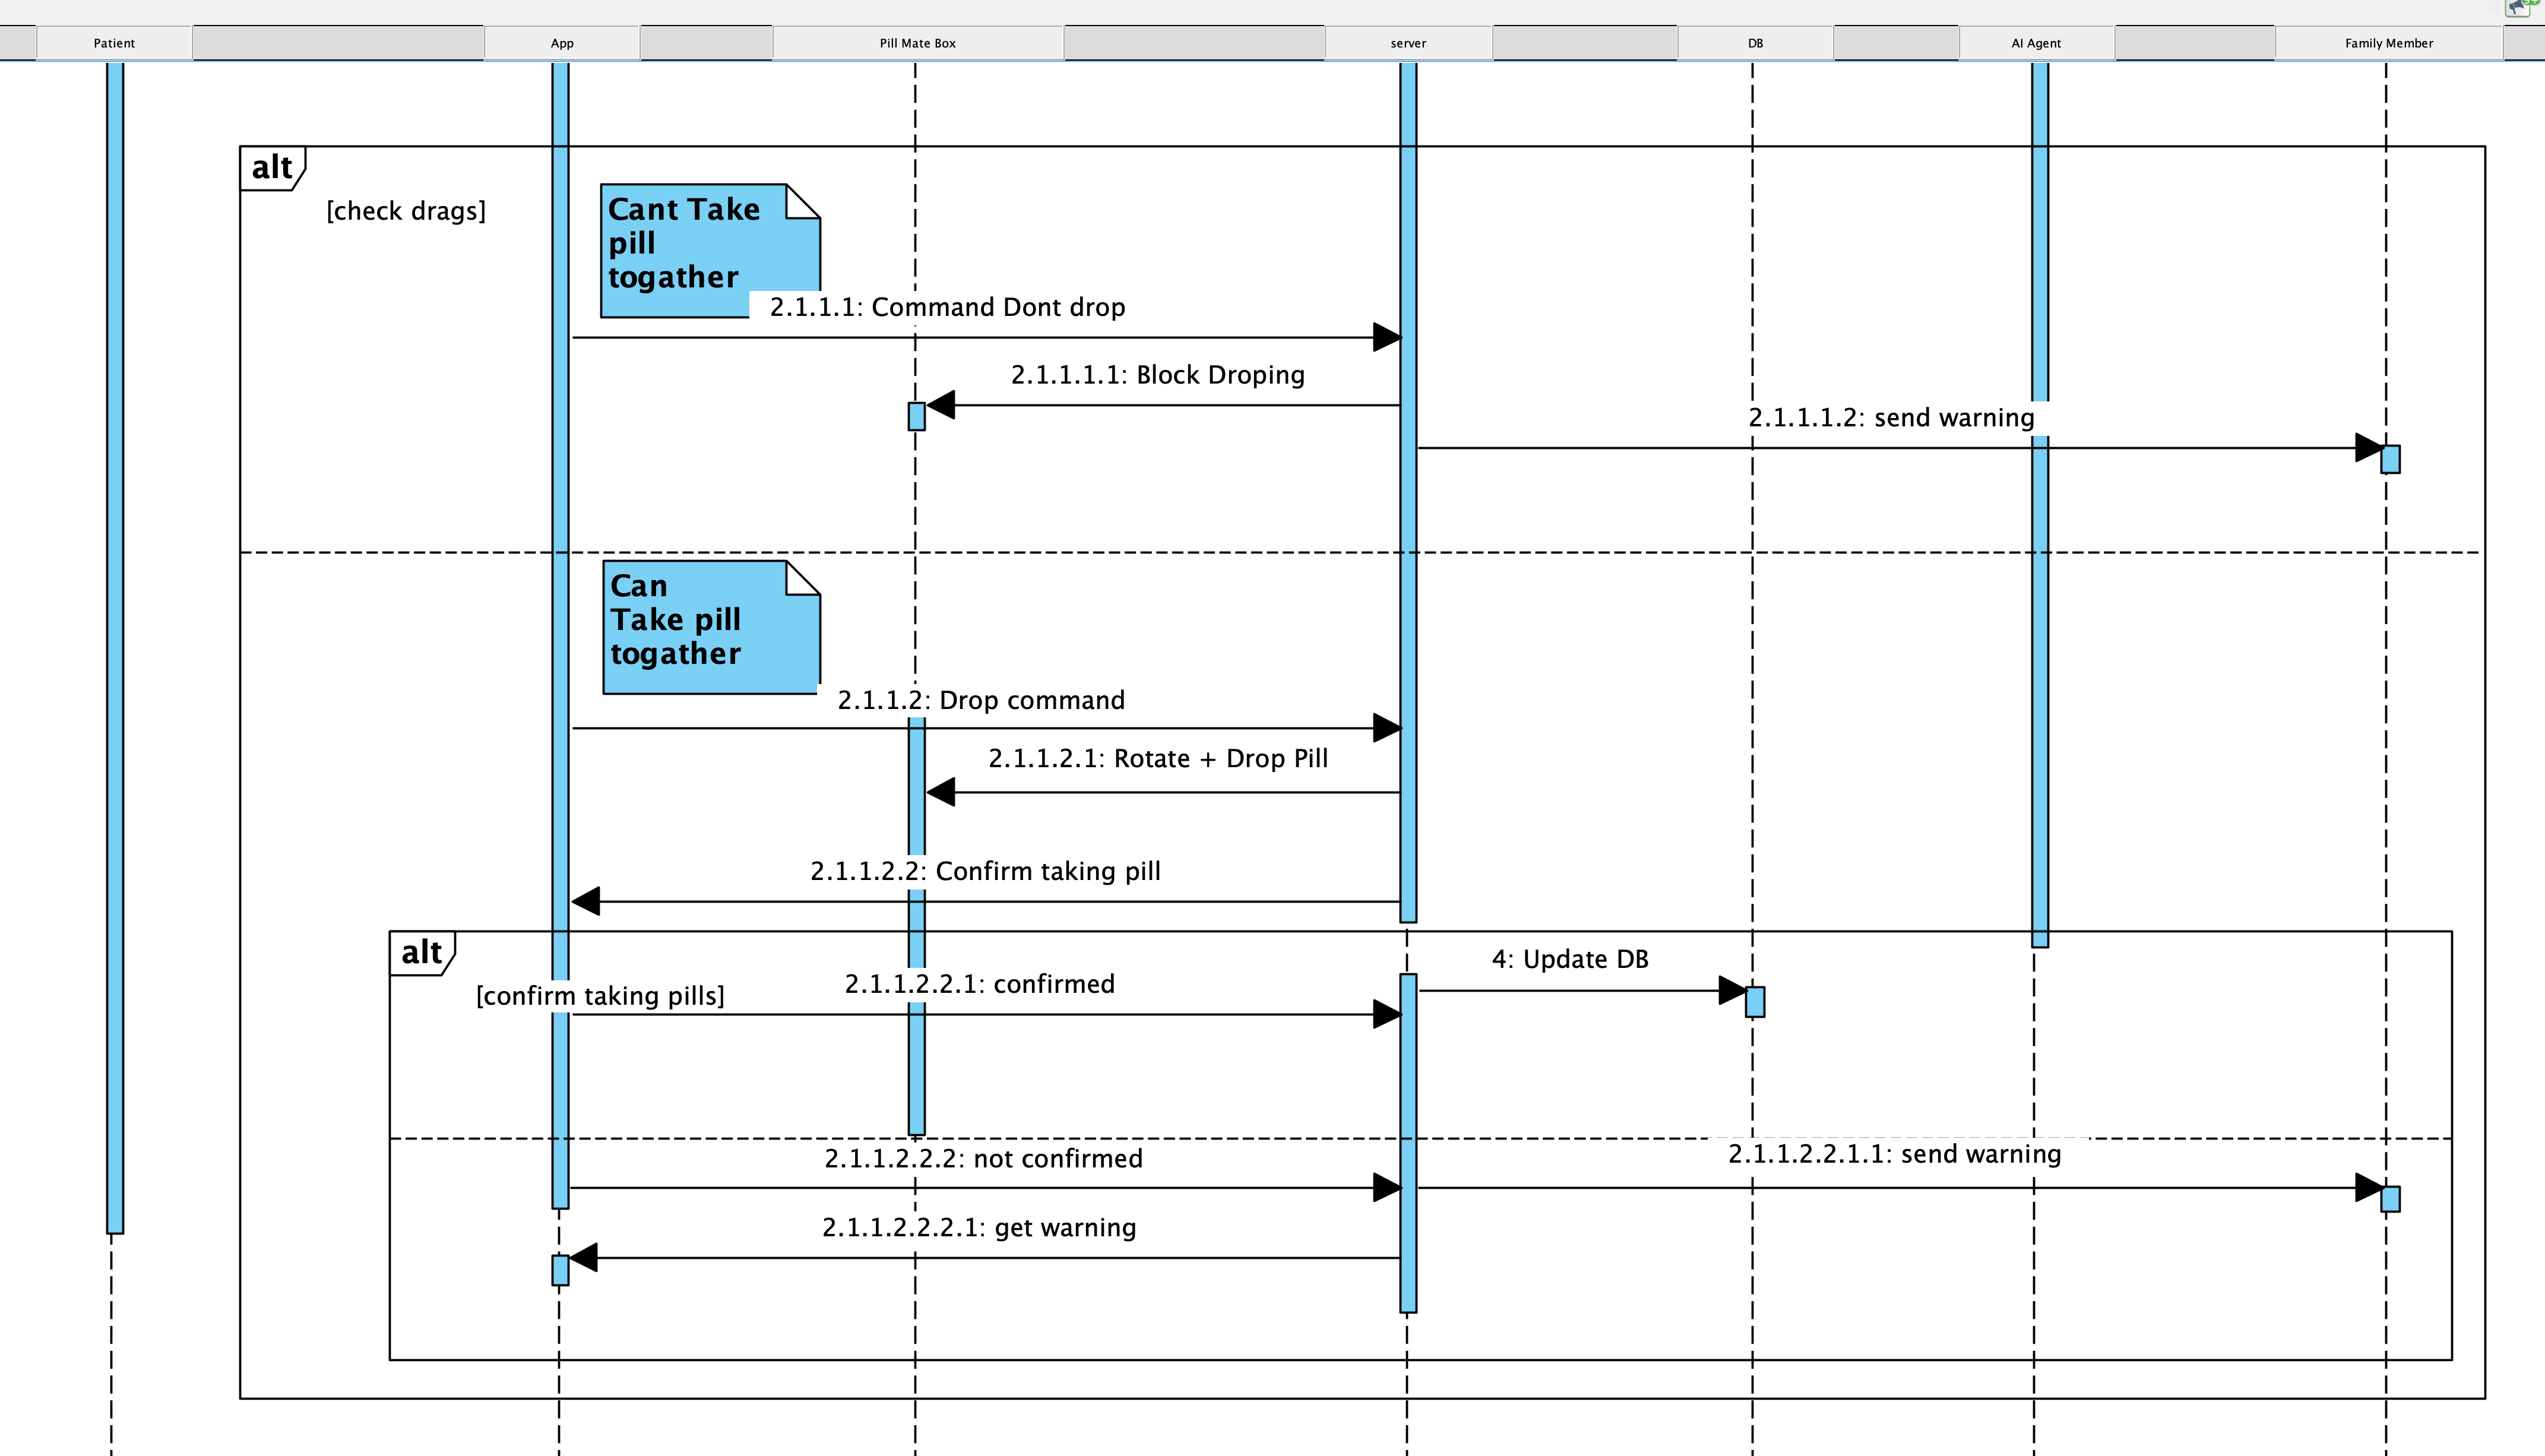 Patient
App
Pill Mate Box
server
DB
AI Agent
Family Member
alt
[check drags]
Cant Take
pill
togather
2.1.1.1: Command Dont drop
2.1.1.1.1: Block Droping
2.1.1.1.2: send warning
Can
Take pill
togather
2.1.1.2: Drop command
2.1.1.2.1: Rotate + Drop Pill
2.1.1.2.2: Confirm taking pill
alt
4: Update DB
2.1.1.2.2.1: confirmed
[confirm taking pills]
2.1.1.2.2.2: not confirmed
2.1.1.2.2.1.1: send warning
2.1.1.2.2.2.1: get warning